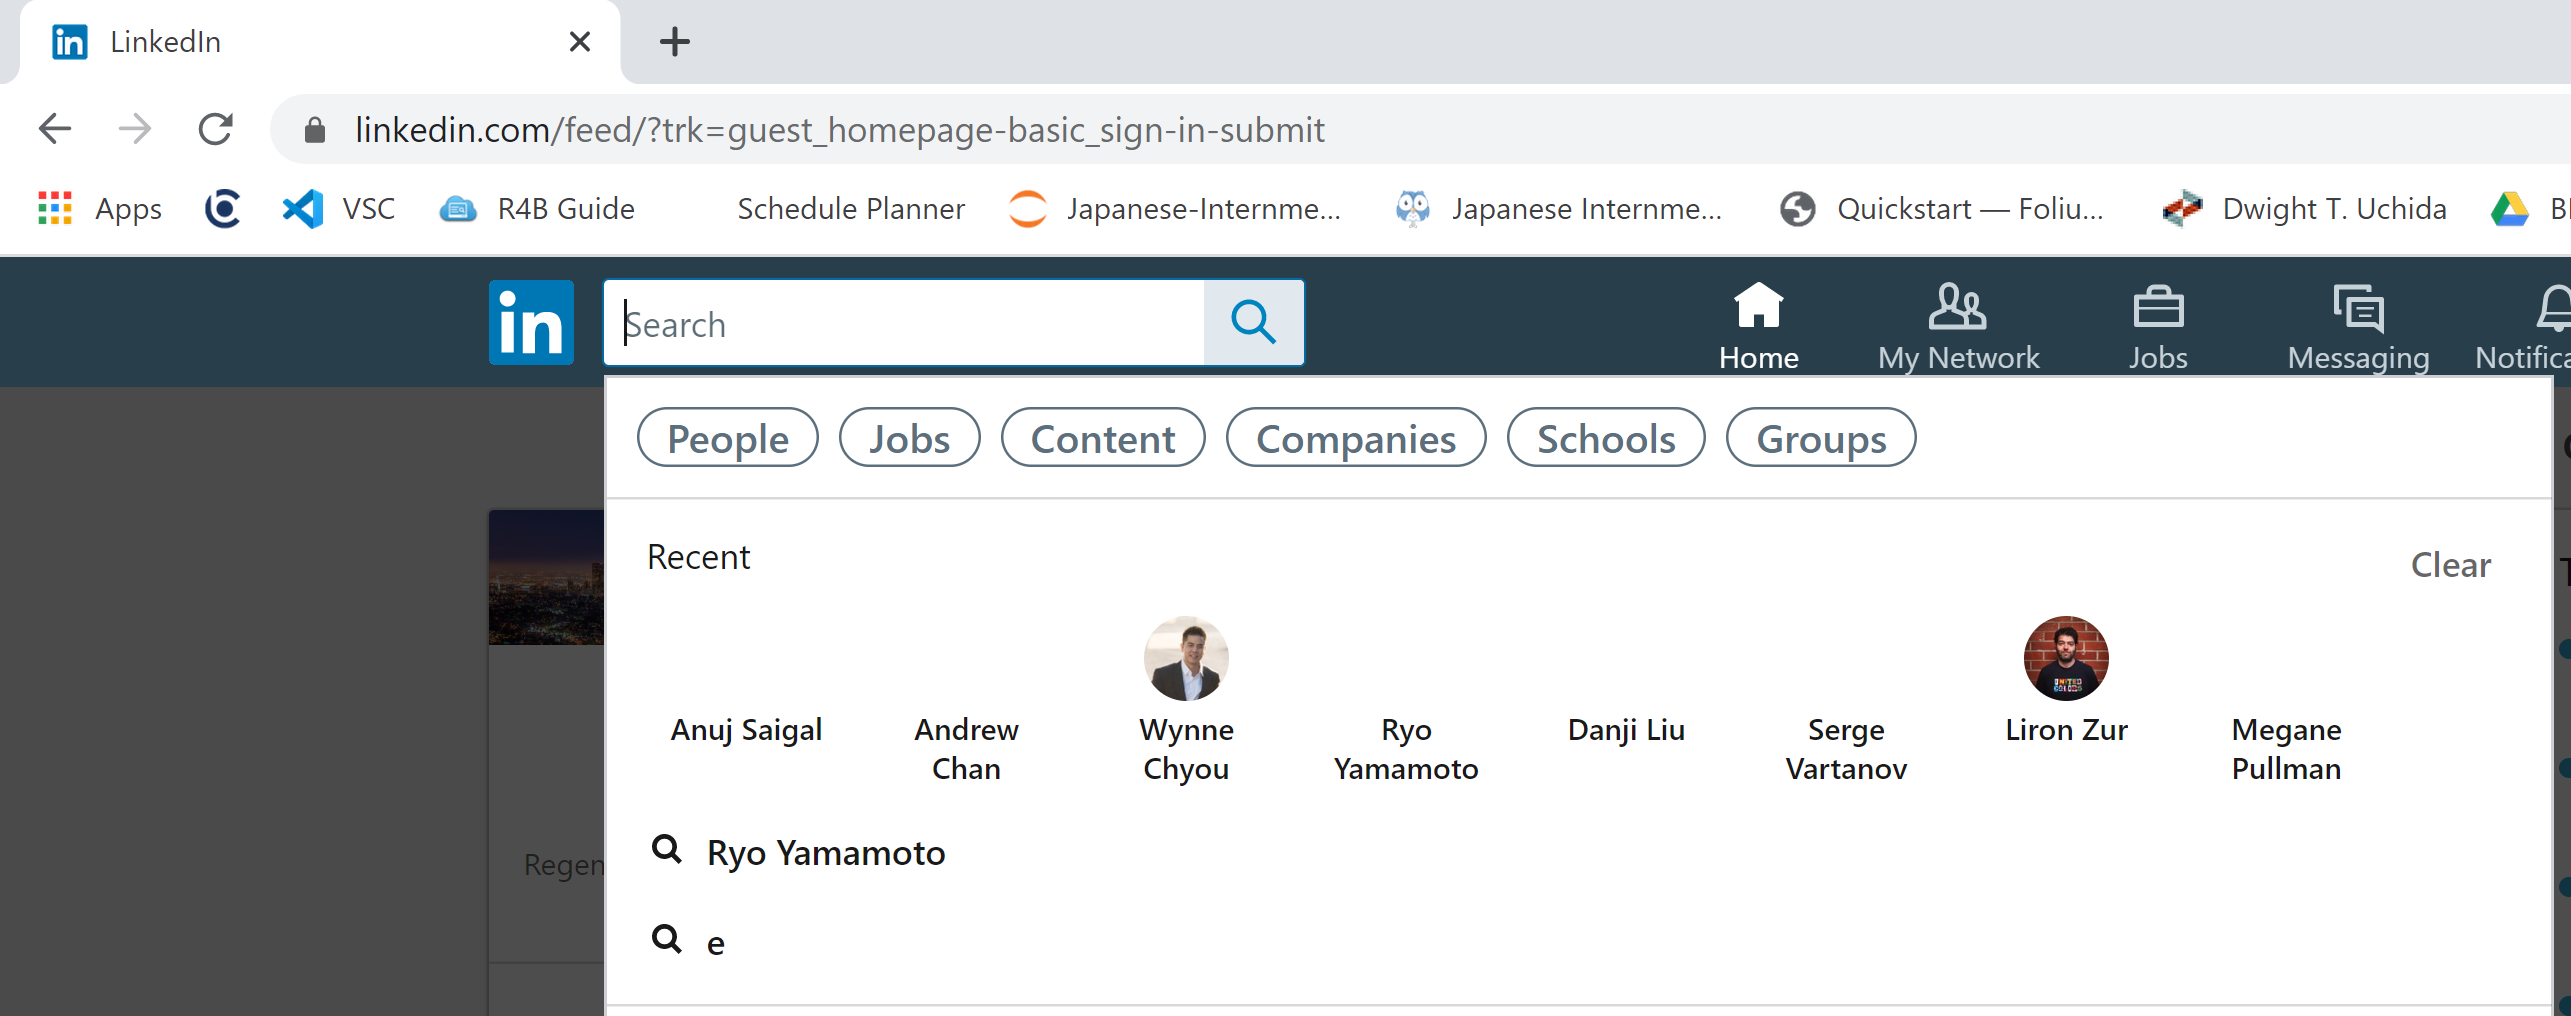 LinkedIn
linkedin.com/feed/?trk=guest_homepage-basic_sign-in-submit
Apps VSC R4B Guide Schedule Planner Japanese-Internme... Japanese Internme... Quickstart — Foliu... Dwight T. Uchida
in Search
Home My Network Jobs Messaging Notifica
People Jobs Content Companies Schools Groups
Recent Clear
UNITED COLORS
Anuj Saigal Andrew Chan Wynne Chyou Ryo Yamamoto Danji Liu Serge Vartanov Liron Zur Megane Pullman
Ryo Yamamoto
Regen
e